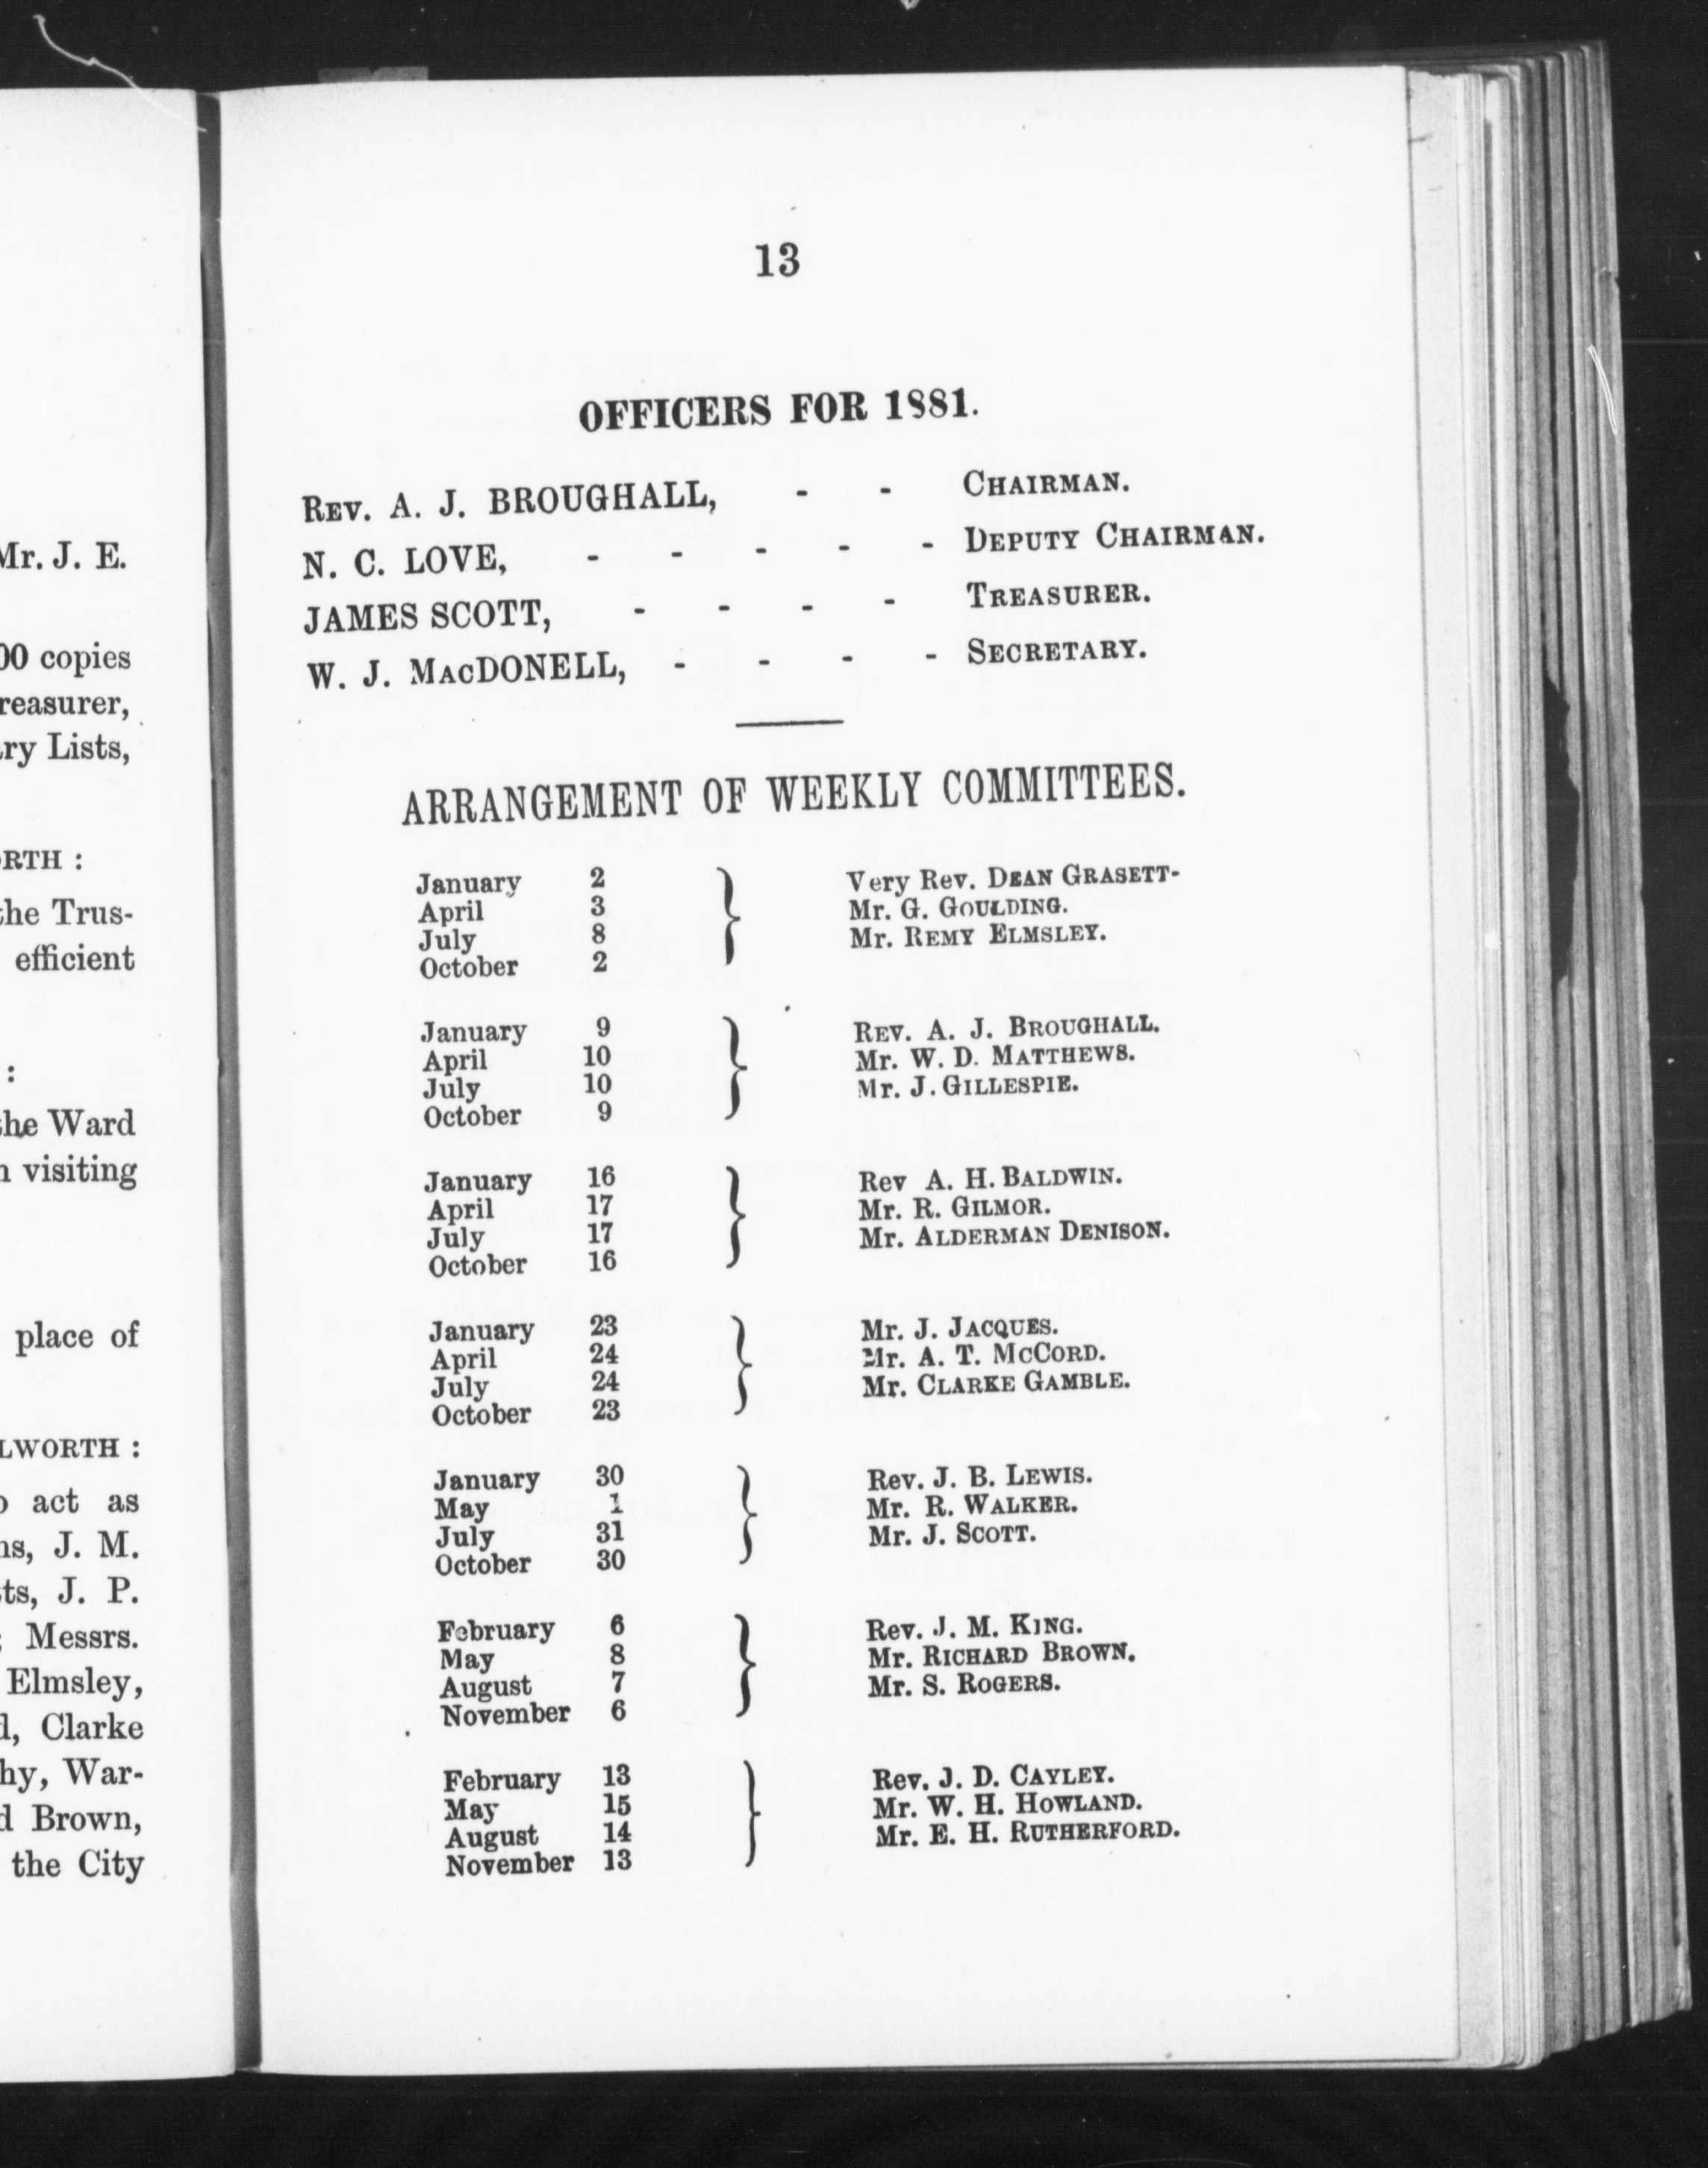 Mr. J. E.
00 copies
reasurer,
ry Lists,
ORTH :
the Trus-
efficient
:
the Ward
visiting
place of
LWORTH :
act as
ns, J. M.
ts, J. P.
; Messrs.
Elmsley,
d, Clarke
hy, War-
d Brown,
the City
13
OFFICERS FOR 1881.
REV. A. J. BROUGHALL, - - CHAIRMAN.
N. C. LOVE, - - - - - DEPUTY CHAIRMAN.
JAMES SCOTT, - - - - TREASURER.
W. J. MACDONELL, - - - - SECRETARY.
ARRANGEMENT OF WEEKLY COMMITTEES.
January 2 Very Rev. DEAN GRASETT-
April 3 Mr. G. GOULDING.
July 8 Mr. REMY ELMSLEY.
October 2
January 9 REV. A. J. BROUGHALL.
April 10 Mr. W. D. MATTHEWS.
July 10 Mr. J. GILLESPIE.
October 9
January 16 Rev A. H. BALDWIN.
April 17 Mr. R. GILMOR.
July 17 Mr. ALDERMAN DENISON.
October 16
January 23 Mr. J. JACQUES.
April 24 Mr. A. T. MCCORD.
July 24 Mr. CLARKE GAMBLE.
October 23
January 30 Rev. J. B. LEWIS.
May 1 Mr. R. WALKER.
July 31 Mr. J. SCOTT.
October 30
February 6 Rev. J. M. KING.
May 8 Mr. RICHARD BROWN.
August 7 Mr. S. ROGERS.
November 6
February 13 Rev. J. D. CAYLEY.
May 15 Mr. W. H. HOWLAND.
August 14 Mr. E. H. RUTHERFORD.
November 13